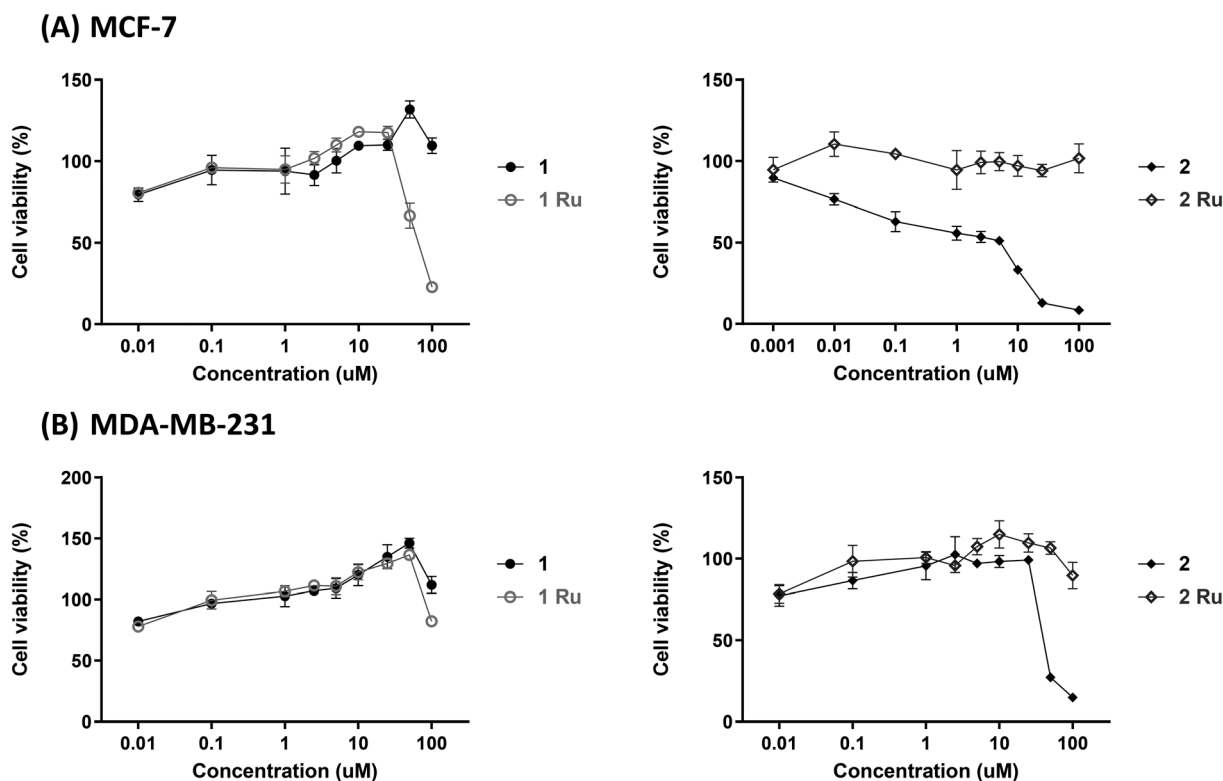 (A) MCF-7
150
100
50
0
Cell viability (%)
0.01 0.1 1 10 100
Concentration (uM)
1
1 Ru
150
100
50
0
Cell viability (%)
0.001 0.01 0.1 1 10 100
Concentration (uM)
2
2 Ru
(B) MDA-MB-231
200
150
100
50
0
Cell viability (%)
0.01 0.1 1 10 100
Concentration (uM)
1
1 Ru
150
100
50
0
Cell viability (%)
0.01 0.1 1 10 100
Concentration (uM)
2
2 Ru